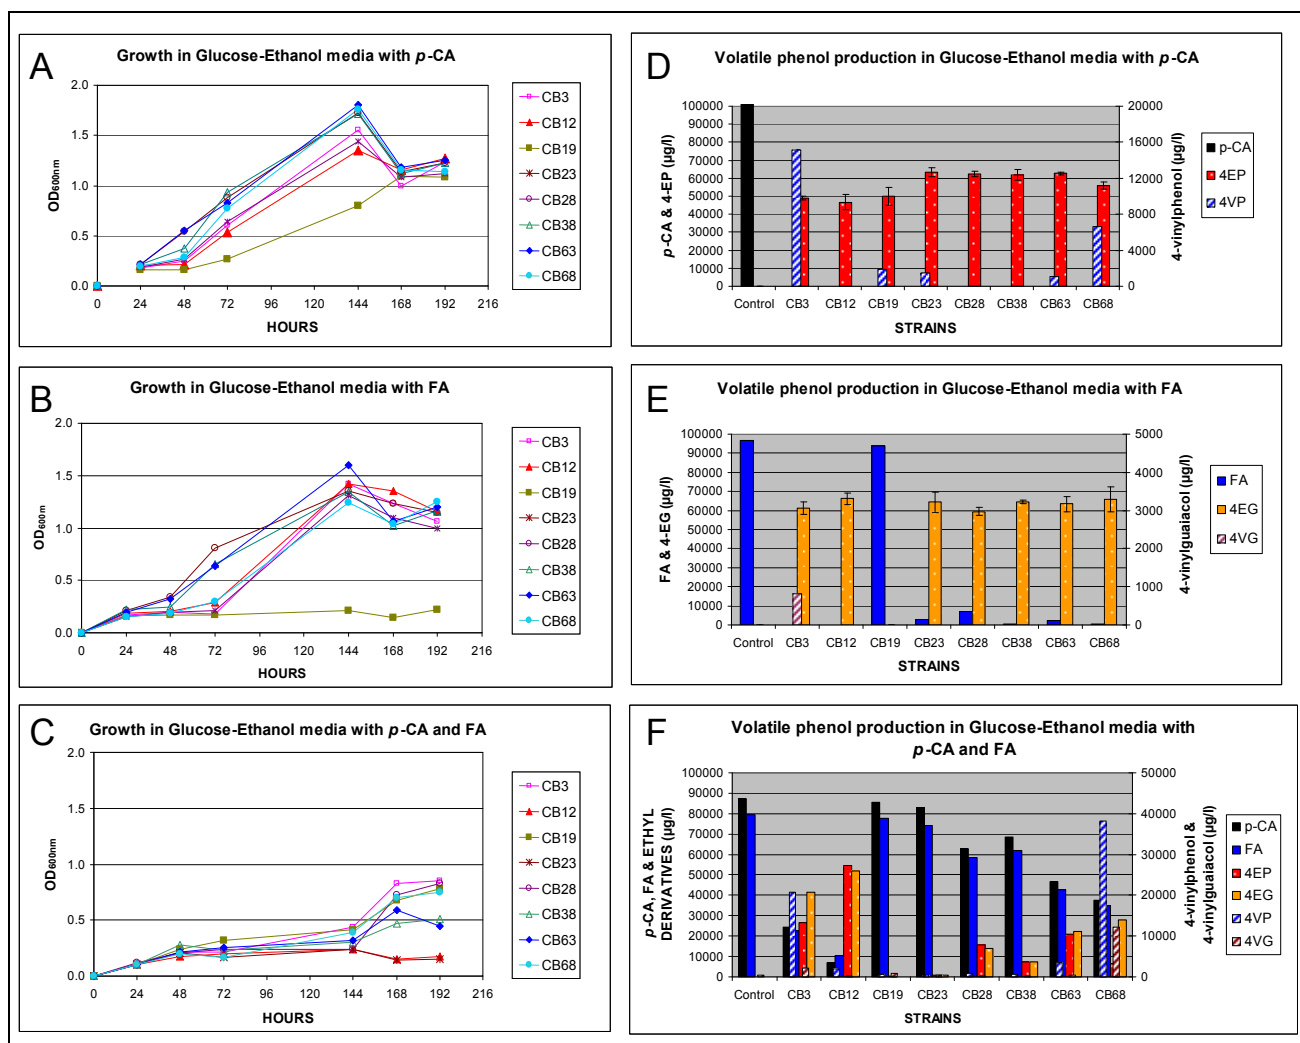 A
Growth in Glucose-Ethanol media with p-CA
OD600nm
2.0
1.5
1.0
0.5
0.0
0 24 48 72 96 120 144 168 192 216
HOURS
CB3
CB12
CB19
CB23
CB28
CB38
CB63
CB68
D
Volatile phenol production in Glucose-Ethanol media with p-CA
p-CA & 4-EP (µg/l)
100000
90000
80000
70000
60000
50000
40000
30000
20000
10000
0
20000
16000
12000
8000
4000
0
4-vinylphenol (µg/l)
Control CB3 CB12 CB19 CB23 CB28 CB38 CB63 CB68
STRAINS
p-CA
4EP
4VP
B
Growth in Glucose-Ethanol media with FA
OD600m
2.0
1.5
1.0
0.5
0.0
0 24 48 72 96 120 144 168 192 216
HOURS
CB3
CB12
CB19
CB23
CB28
CB38
CB63
CB68
E
Volatile phenol production in Glucose-Ethanol media with FA
FA & 4-EG (µg/l)
100000
90000
80000
70000
60000
50000
40000
30000
20000
10000
0
5000
4000
3000
2000
1000
0
4-vinylguaiacol (µg/l)
Control CB3 CB12 CB19 CB23 CB28 CB38 CB63 CB68
STRAINS
FA
4EG
4VG
C
Growth in Glucose-Ethanol media with p-CA and FA
OD600nm
2.0
1.5
1.0
0.5
0.0
0 24 48 72 96 120 144 168 192 216
HOURS
CB3
CB12
CB19
CB23
CB28
CB38
CB63
CB68
F
Volatile phenol production in Glucose-Ethanol media with
p-CA and FA
p-CA, FA & ETHYL
DERIVATIVES (µg/l)
100000
90000
80000
70000
60000
50000
40000
30000
20000
10000
0
50000
40000
30000
20000
10000
0
4-vinylphenol &
4-vinylguaiacol (µg/l)
Control CB3 CB12 CB19 CB23 CB28 CB38 CB63 CB68
STRAINS
p-CA
FA
4EP
4EG
4VP
4VG